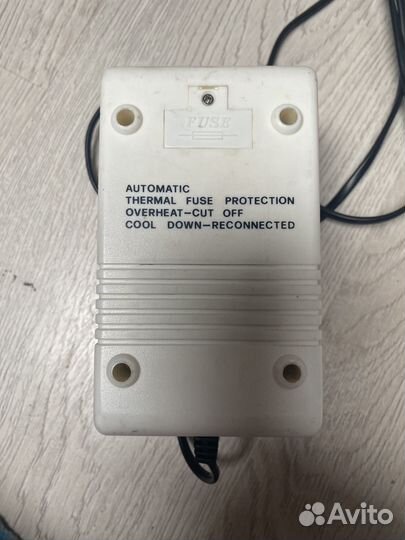 FUSE
AUTOMATIC
THERMAL FUSE PROTECTION
OVERHEAT-CUT OFF
COOL DOWN-RECONNECTED
Avito